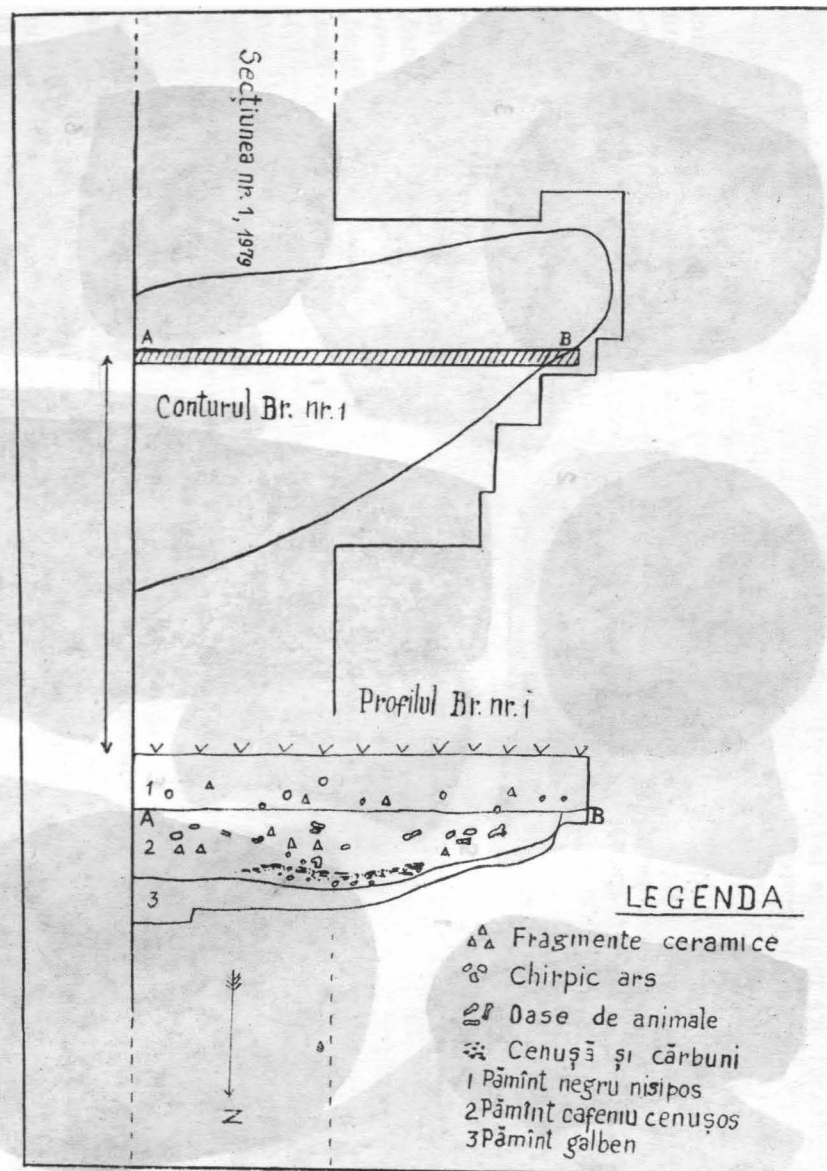 Secțiunea nr. 1, 1979
A B
Conturul Br. nr. 1
Profilul Br. nr. i
1
A B
2
3
N
LEGENDA
Fragmente ceramice
Chirpic ars
Oase de animale
Cenușă și cărbuni
1 Pămînt negru nisipos
2 Pămînt cafeniu cenușos
3 Pămînt galben